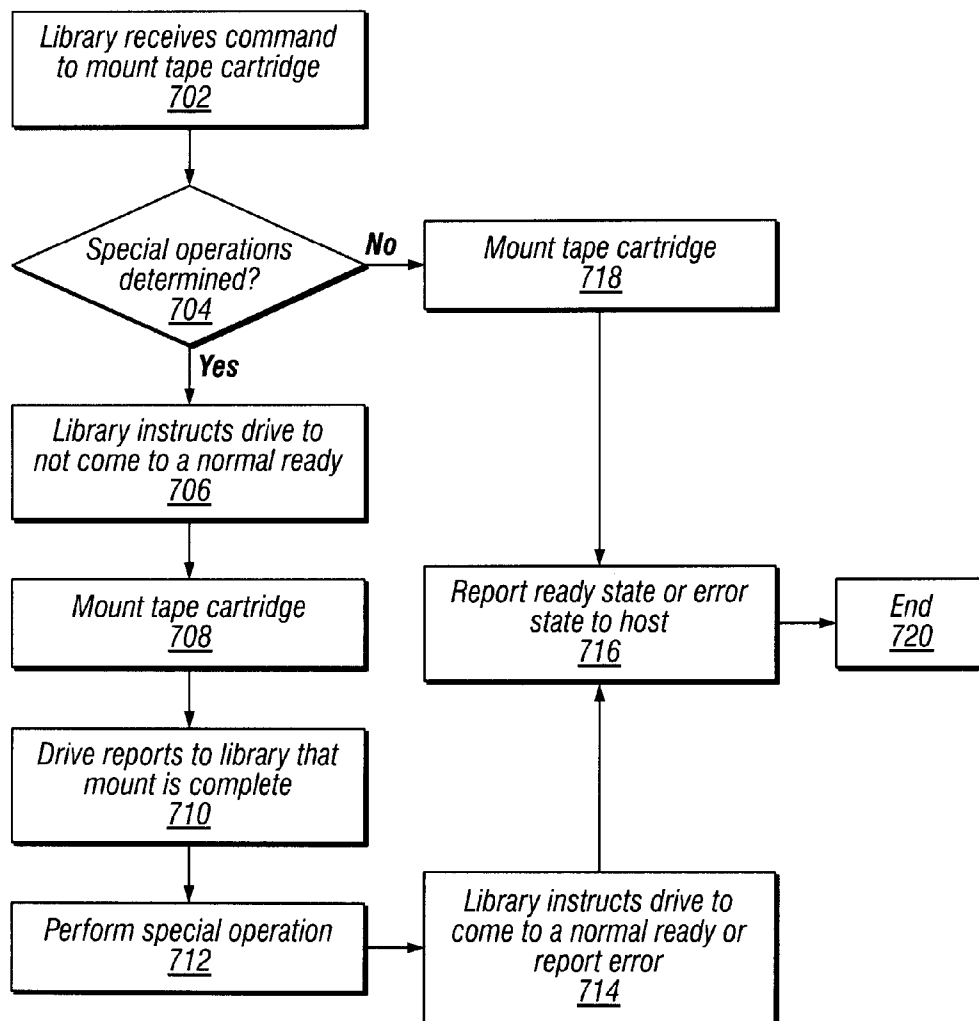 Library receives command
to mount tape cartridge
702
Special operations
determined?
704
No
Yes
Mount tape cartridge
718
Library instructs drive to
not come to a normal ready
706
Mount tape cartridge
708
Report ready state or error
state to host
716
End
720
Drive reports to library that
mount is complete
710
Perform special operation
712
Library instructs drive to
come to a normal ready or
report error
714